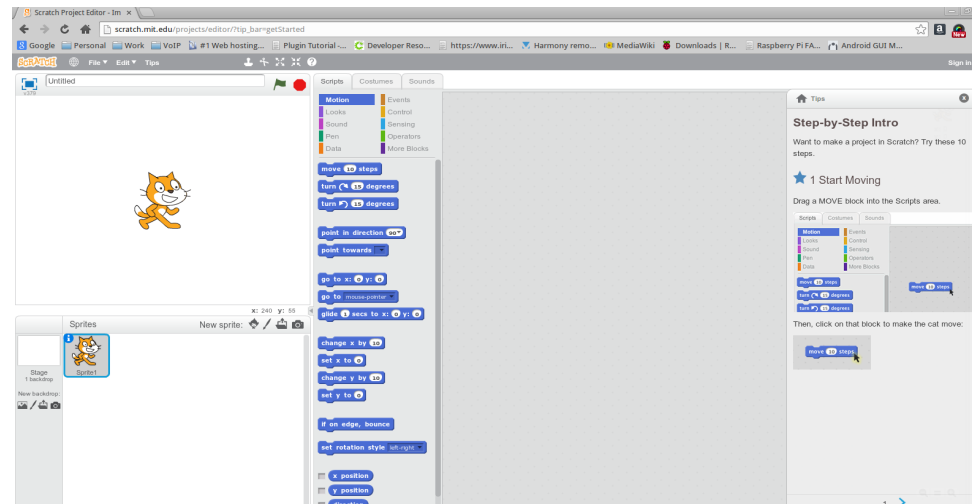 Scratch Project Editor - Im
scratch.mit.edu/projects/editor/?tip_bar=getStarted
Google Personal Work VoIP #1 Web hosting... Plugin Tutorial -... Developer Reso... https://www.iri... Harmony remo... MediaWiki Downloads | R... Raspberry Pi FA... Android GUI M...
SCRATCH File Edit Tips Sign in
Untitled
v379
Scripts Costumes Sounds
Motion Events
Looks Control
Sound Sensing
Pen Operators
Data More Blocks
move 10 steps
turn 15 degrees
turn 15 degrees
point in direction 90
point towards
go to x: 0 y: 0
go to mouse-pointer
glide 1 secs to x: 0 y: 0
change x by 10
set x to 0
change y by 10
set y to 0
if on edge, bounce
set rotation style left-right
x position
y position
direction
x: 240 y: 55
Sprites New sprite:
Stage
1 backdrop
Sprite1
New backdrop:
Tips
Step-by-Step Intro
Want to make a project in Scratch? Try these 10
steps.
1 Start Moving
Drag a MOVE block into the Scripts area.
Scripts Costumes Sounds
Motion Events
Looks Control
Sound Sensing
Pen Operators
Data More Blocks
move 10 steps
turn 15 degrees
turn 15 degrees
move 10 steps
Then, click on that block to make the cat move:
move 10 steps
1